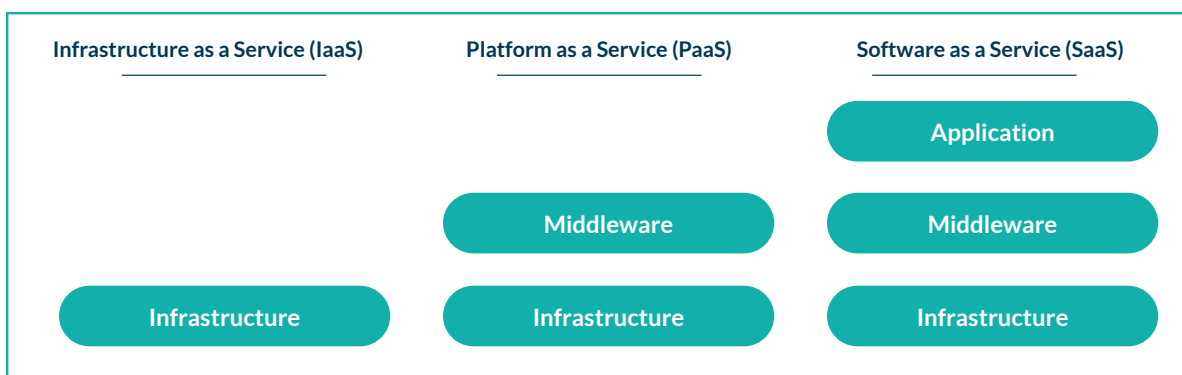 Infrastructure as a Service (IaaS)
Platform as a Service (PaaS)
Software as a Service (SaaS)
Application
Middleware
Middleware
Infrastructure
Infrastructure
Infrastructure